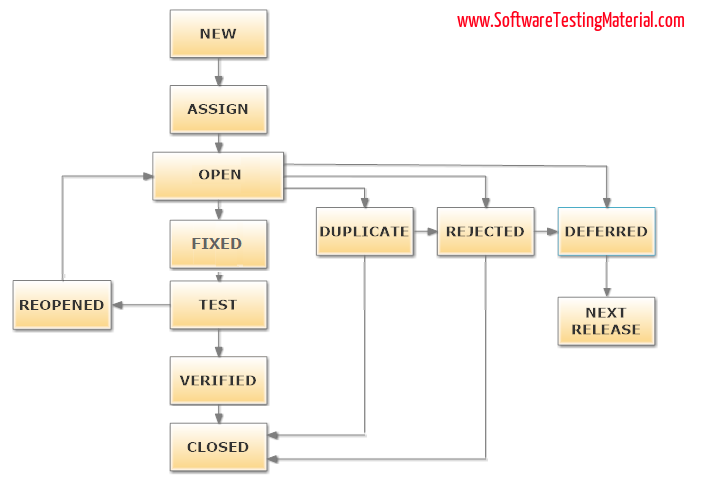 www.SoftwareTestingMaterial.com
NEW
ASSIGN
OPEN
FIXED
DUPLICATE
REJECTED
DEFERRED
REOPENED
TEST
NEXT
RELEASE
VERIFIED
CLOSED